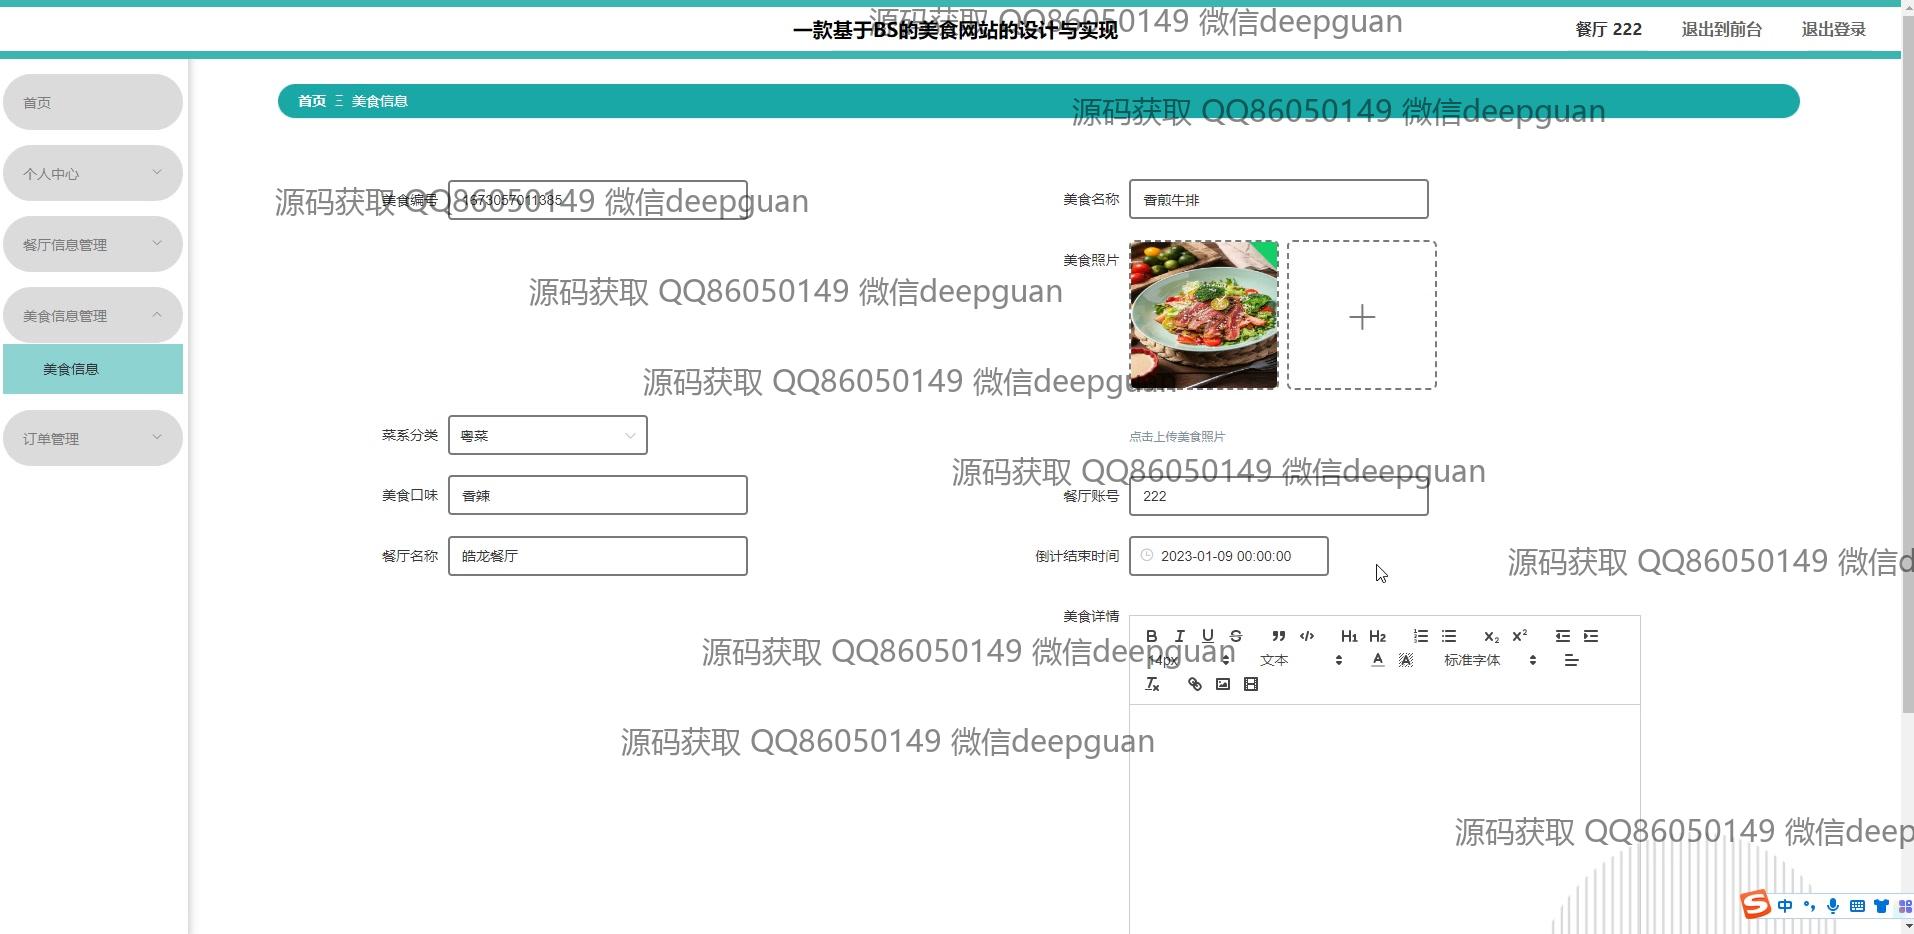 一款基于BS的美食网站的设计与实现
餐厅 222
退出到前台
退出登录
源码获取 QQ86050149 微信deepguan
首页
个人中心
餐厅信息管理
美食信息管理
美食信息
订单管理
首页 Ξ 美食信息
源码获取 QQ86050149 微信deepguan
美食编号
1673057011385
源码获取 QQ86050149 微信deepguan
美食名称
香煎牛排
源码获取 QQ86050149 微信deepguan
美食照片
源码获取 QQ86050149 微信deepguan
菜系分类
粤菜
点击上传美食照片
源码获取 QQ86050149 微信deepguan
美食口味
香辣
餐厅账号
222
餐厅名称
皓龙餐厅
倒计结束时间
2023-01-09 00:00:00
源码获取 QQ86050149 微信d
美食详情
B I U S ” </> H1 H2 X2 X2
14px 文本 A A 标准字体
Tx
源码获取 QQ86050149 微信deepguan
源码获取 QQ86050149 微信deepguan
源码获取 QQ86050149 微信deep
S 中